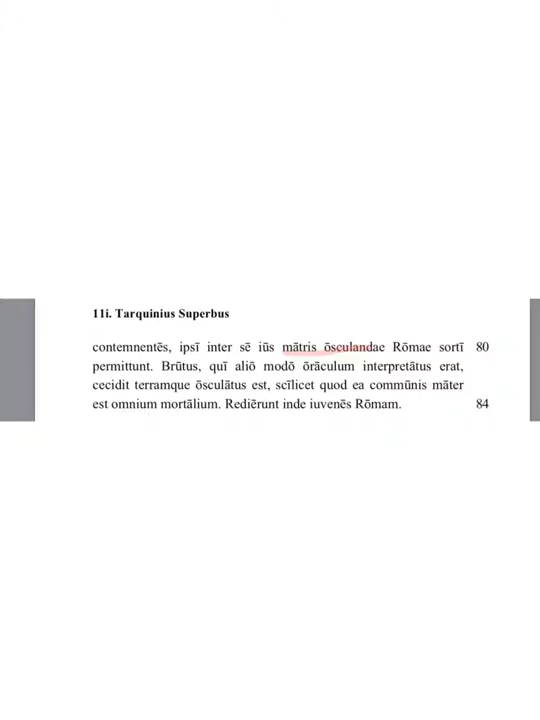 11i. Tarquinius Superbus
contemnentēs, ipsī inter sē iūs mātris ōsculandae Rōmae sortī 80
permittunt. Brūtus, quī aliō modō ōrāculum interpretātus erat,
cecidit terramque ōsculātus est, scīlicet quod ea commūnis māter
est omnium mortālium. Rediērunt inde iuvenēs Rōmam. 84